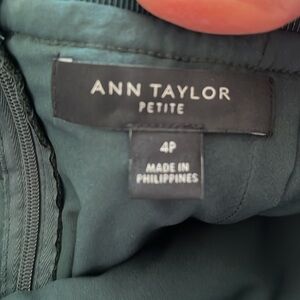 ANN TAYLOR
PETITE
4P
MADE IN
PHILIPPINES